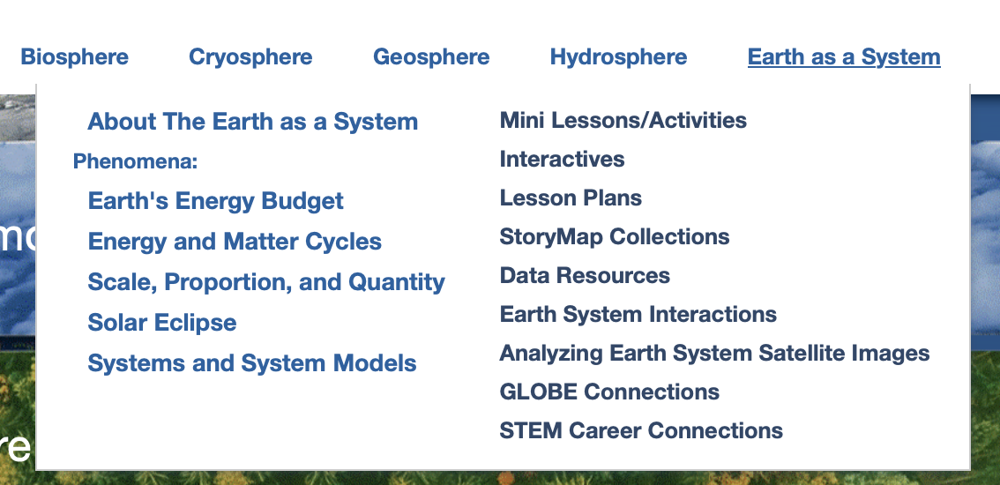 Biosphere Cryosphere Geosphere Hydrosphere Earth as a System
About The Earth as a System
Phenomena:
Earth's Energy Budget
Energy and Matter Cycles
Scale, Proportion, and Quantity
Solar Eclipse
Systems and System Models
Mini Lessons/Activities
Interactives
Lesson Plans
StoryMap Collections
Data Resources
Earth System Interactions
Analyzing Earth System Satellite Images
GLOBE Connections
STEM Career Connections